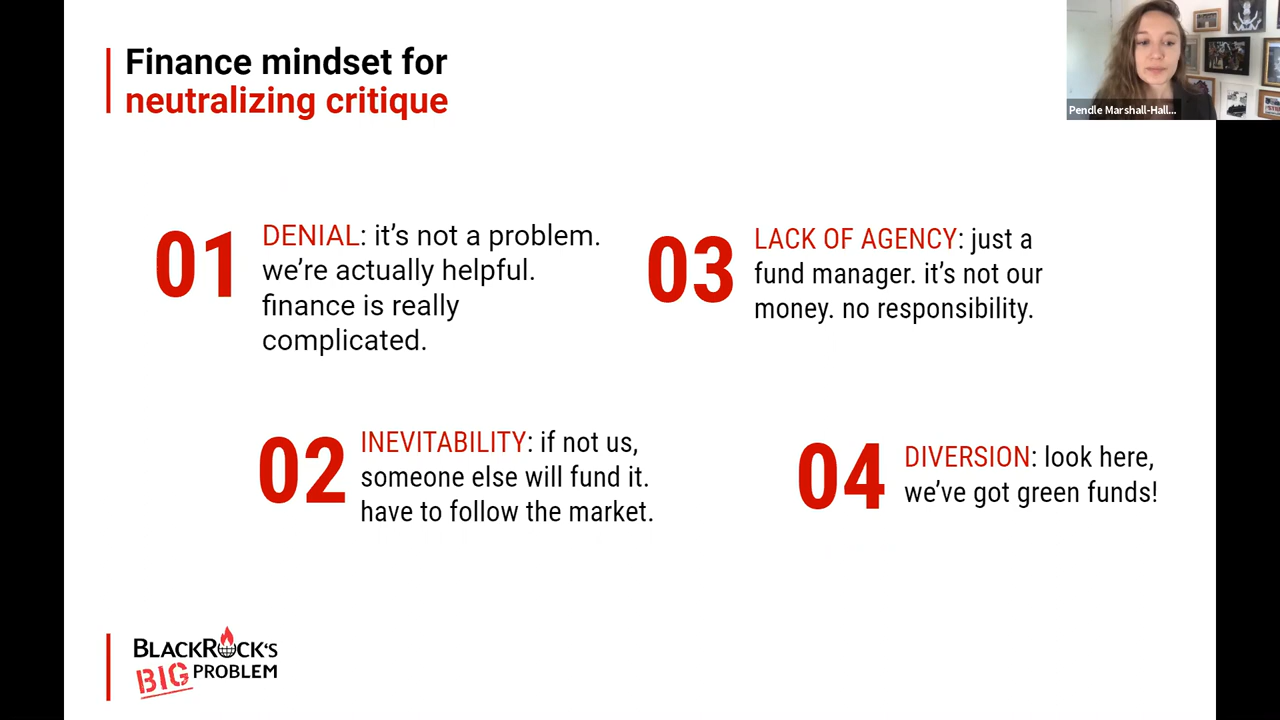 Finance mindset for
neutralizing critique
01
DENIAL: it’s not a problem.
we’re actually helpful.
finance is really
complicated.
02
INEVITABILITY: if not us,
someone else will fund it.
have to follow the market.
03
LACK OF AGENCY: just a
fund manager. it’s not our
money. no responsibility.
04
DIVERSION: look here,
we’ve got green funds!
BLACKROCK‘S
BIG PROBLEM
Pendle Marshall-Hall...